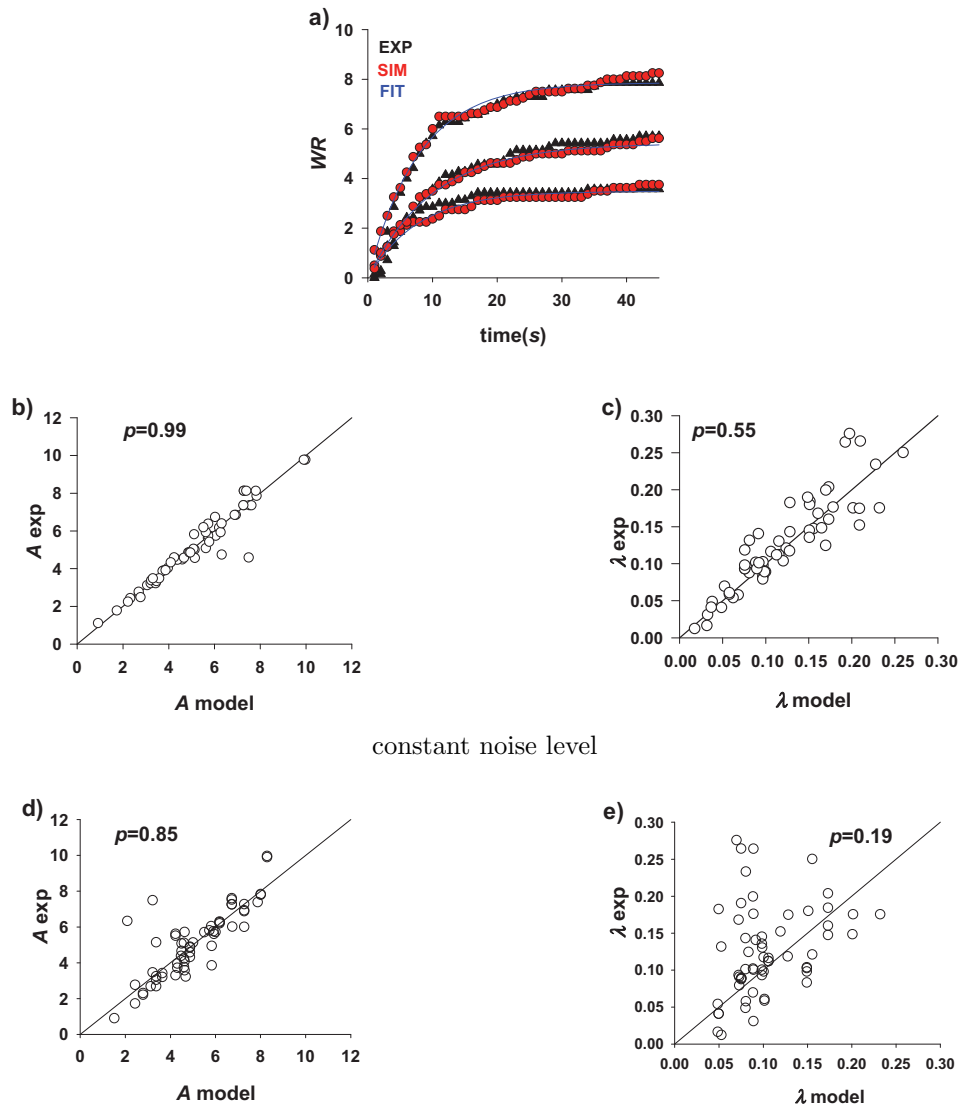 a)
10
8
6
4
2
0
WR
EXP
SIM
FIT
0 10 20 30 40
time(s)
b)
p=0.99
12
10
8
6
4
2
0
A exp
0 2 4 6 8 10 12
A model
c)
p=0.55
0.30
0.25
0.20
0.15
0.10
0.05
0.00
λ exp
0.00 0.05 0.10 0.15 0.20 0.25 0.30
λ model
constant noise level
d)
p=0.85
12
10
8
6
4
2
0
A exp
0 2 4 6 8 10 12
A model
e)
p=0.19
0.30
0.25
0.20
0.15
0.10
0.05
0.00
λ exp
0.00 0.05 0.10 0.15 0.20 0.25 0.30
λ model